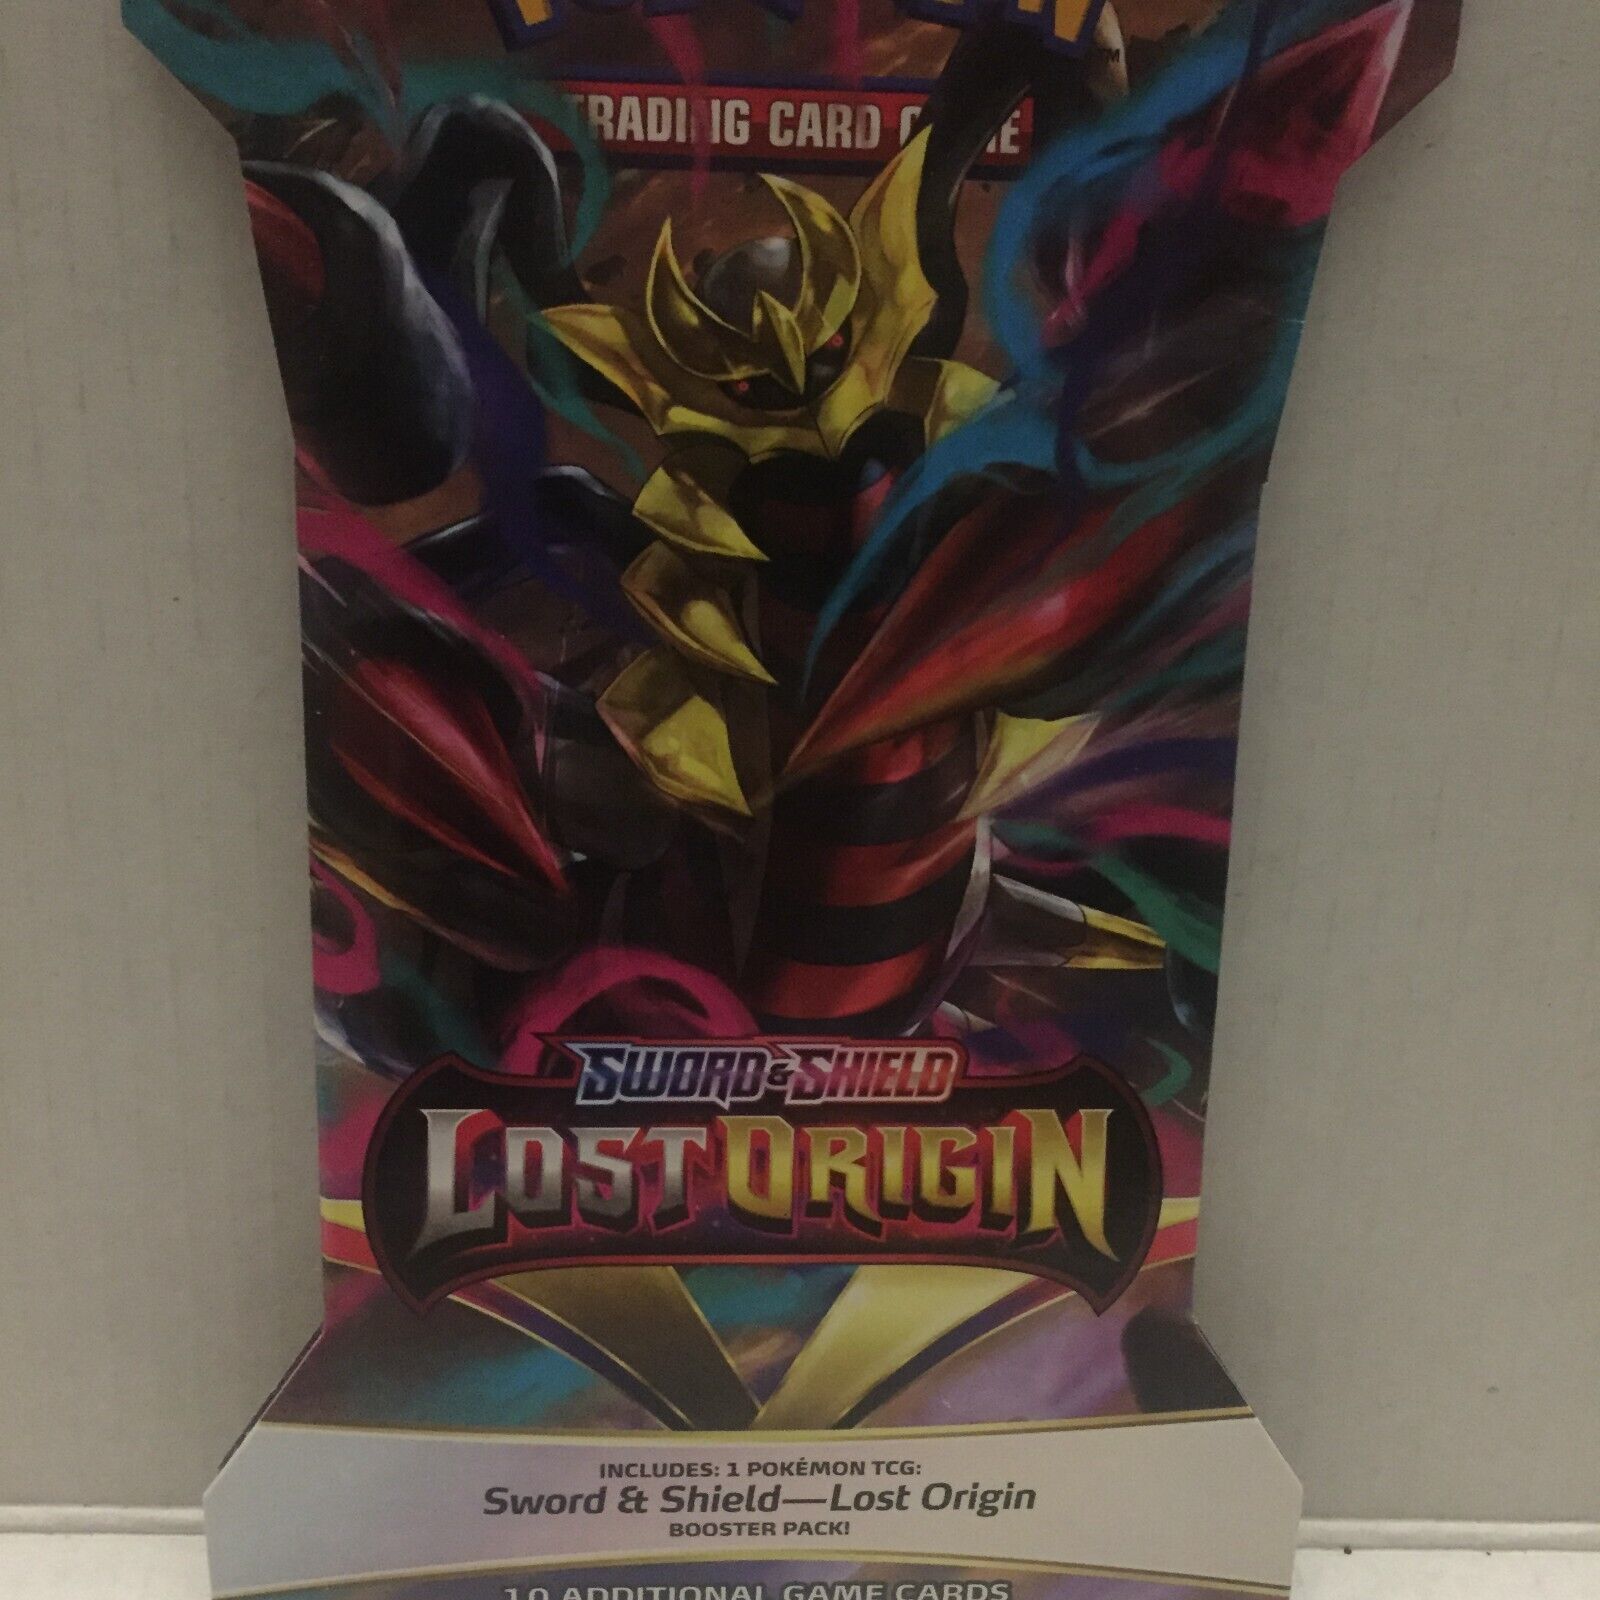 POKÉMON
TRADING CARD GAME
SWORD & SHIELD
LOST ORIGIN
INCLUDES: 1 POKÉMON TCG:
Sword & Shield—Lost Origin
BOOSTER PACK!
10 ADDITIONAL GAME CARDS